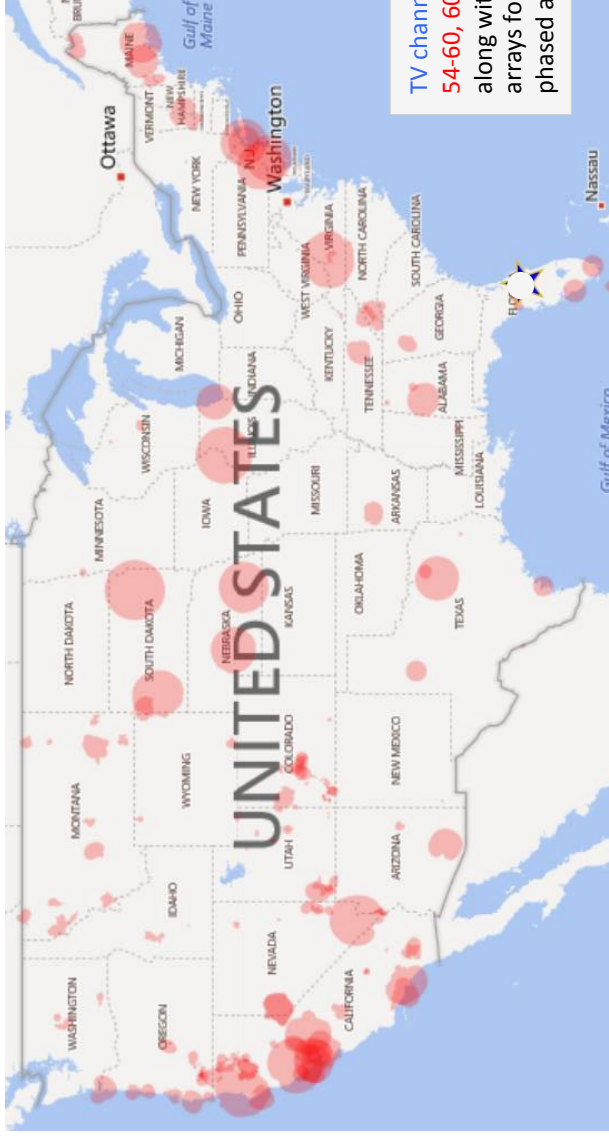 BRUN
MAINE
Gulf of
Maine
Ottawa
VERMONT
NEW
HAMPSHIRE
NEW YORK
WASHINGTON
MONTANA
NORTH DAKOTA
MINNESOTA
WISCONSIN
MICHIGAN
PENNSYLVANIA
N.J.
OREGON
IDAHO
WYOMING
SOUTH DAKOTA
IOWA
ILLINOIS
INDIANA
OHIO
Washington
UNITED STATES
NEVADA
UTAH
COLORADO
NEBRASKA
KANSAS
MISSOURI
KENTUCKY
WEST VIRGINIA
VIRGINIA
CALIFORNIA
ARIZONA
NEW MEXICO
OKLAHOMA
ARKANSAS
TENNESSEE
NORTH CAROLINA
SOUTH CAROLINA
TEXAS
LOUISIANA
MISSISSIPPI
ALABAMA
GEORGIA
FLO
Gulf of Mexico
Nassau
TV chann
54-60, 60
along wit
arrays fo
phased a